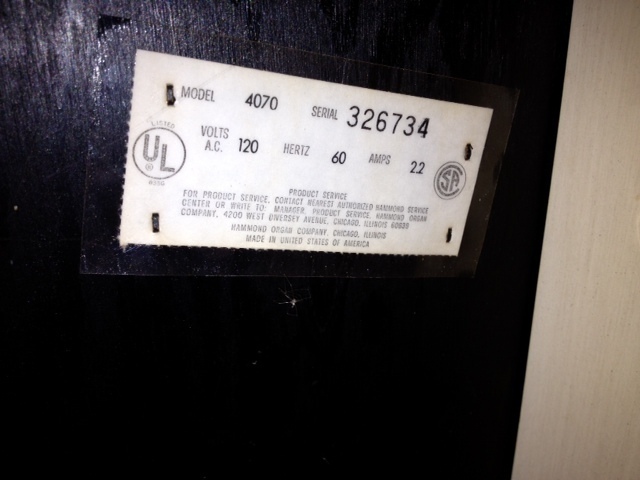 MODEL 4070 SERIAL 326734
LISTED
UL
VOLTS A.C. 120 HERTZ 60 AMPS 2.2
SA
PRODUCT SERVICE
FOR PRODUCT SERVICE, CONTACT NEAREST AUTHORIZED HAMMOND SERVICE
CENTER OR WRITE TO: MANAGER, PRODUCT SERVICE, HAMMOND ORGAN
COMPANY, 4200 WEST DIVERSEY AVENUE, CHICAGO, ILLINOIS 60639
HAMMOND ORGAN COMPANY, CHICAGO, ILLINOIS
MADE IN UNITED STATES OF AMERICA